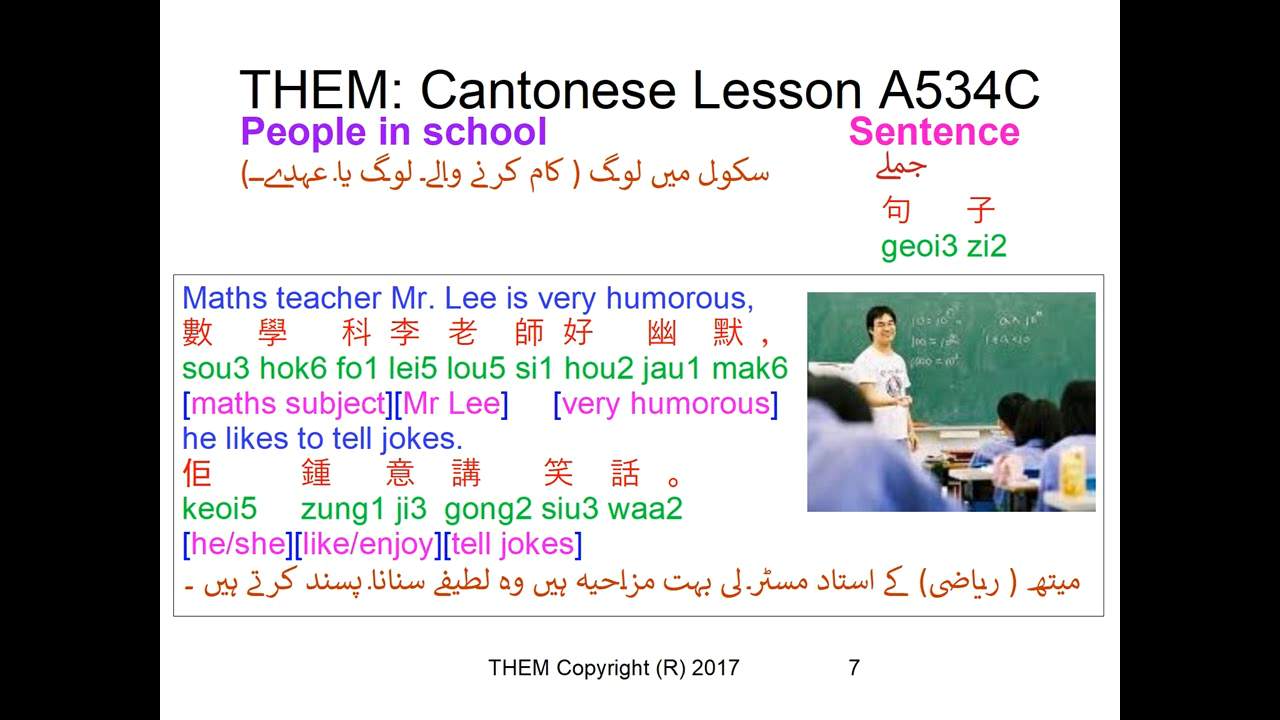 THEM: Cantonese Lesson A534C
People in school
Sentence
سکول میں لوگ ( کام کرنے والے۔ لوگ یا۔ عہدے۔)
جملے
句 子
geoi3 zi2
Maths teacher Mr. Lee is very humorous,
數 學 科 李 老 師 好 幽 默 ,
sou3 hok6 fo1 lei5 lou5 si1 hou2 jau1 mak6
[maths subject][Mr Lee] [very humorous]
he likes to tell jokes.
佢 鍾 意 講 笑 話 。
keoi5 zung1 ji3 gong2 siu3 waa2
[he/she][like/enjoy][tell jokes]
میتھ ( ریاضی) کے استاد مسٹر۔ لی بہت مزاحیہ ہیں وہ لطیفے سنانا۔ پسند کرتے ہیں ۔
THEM Copyright (R) 2017
7